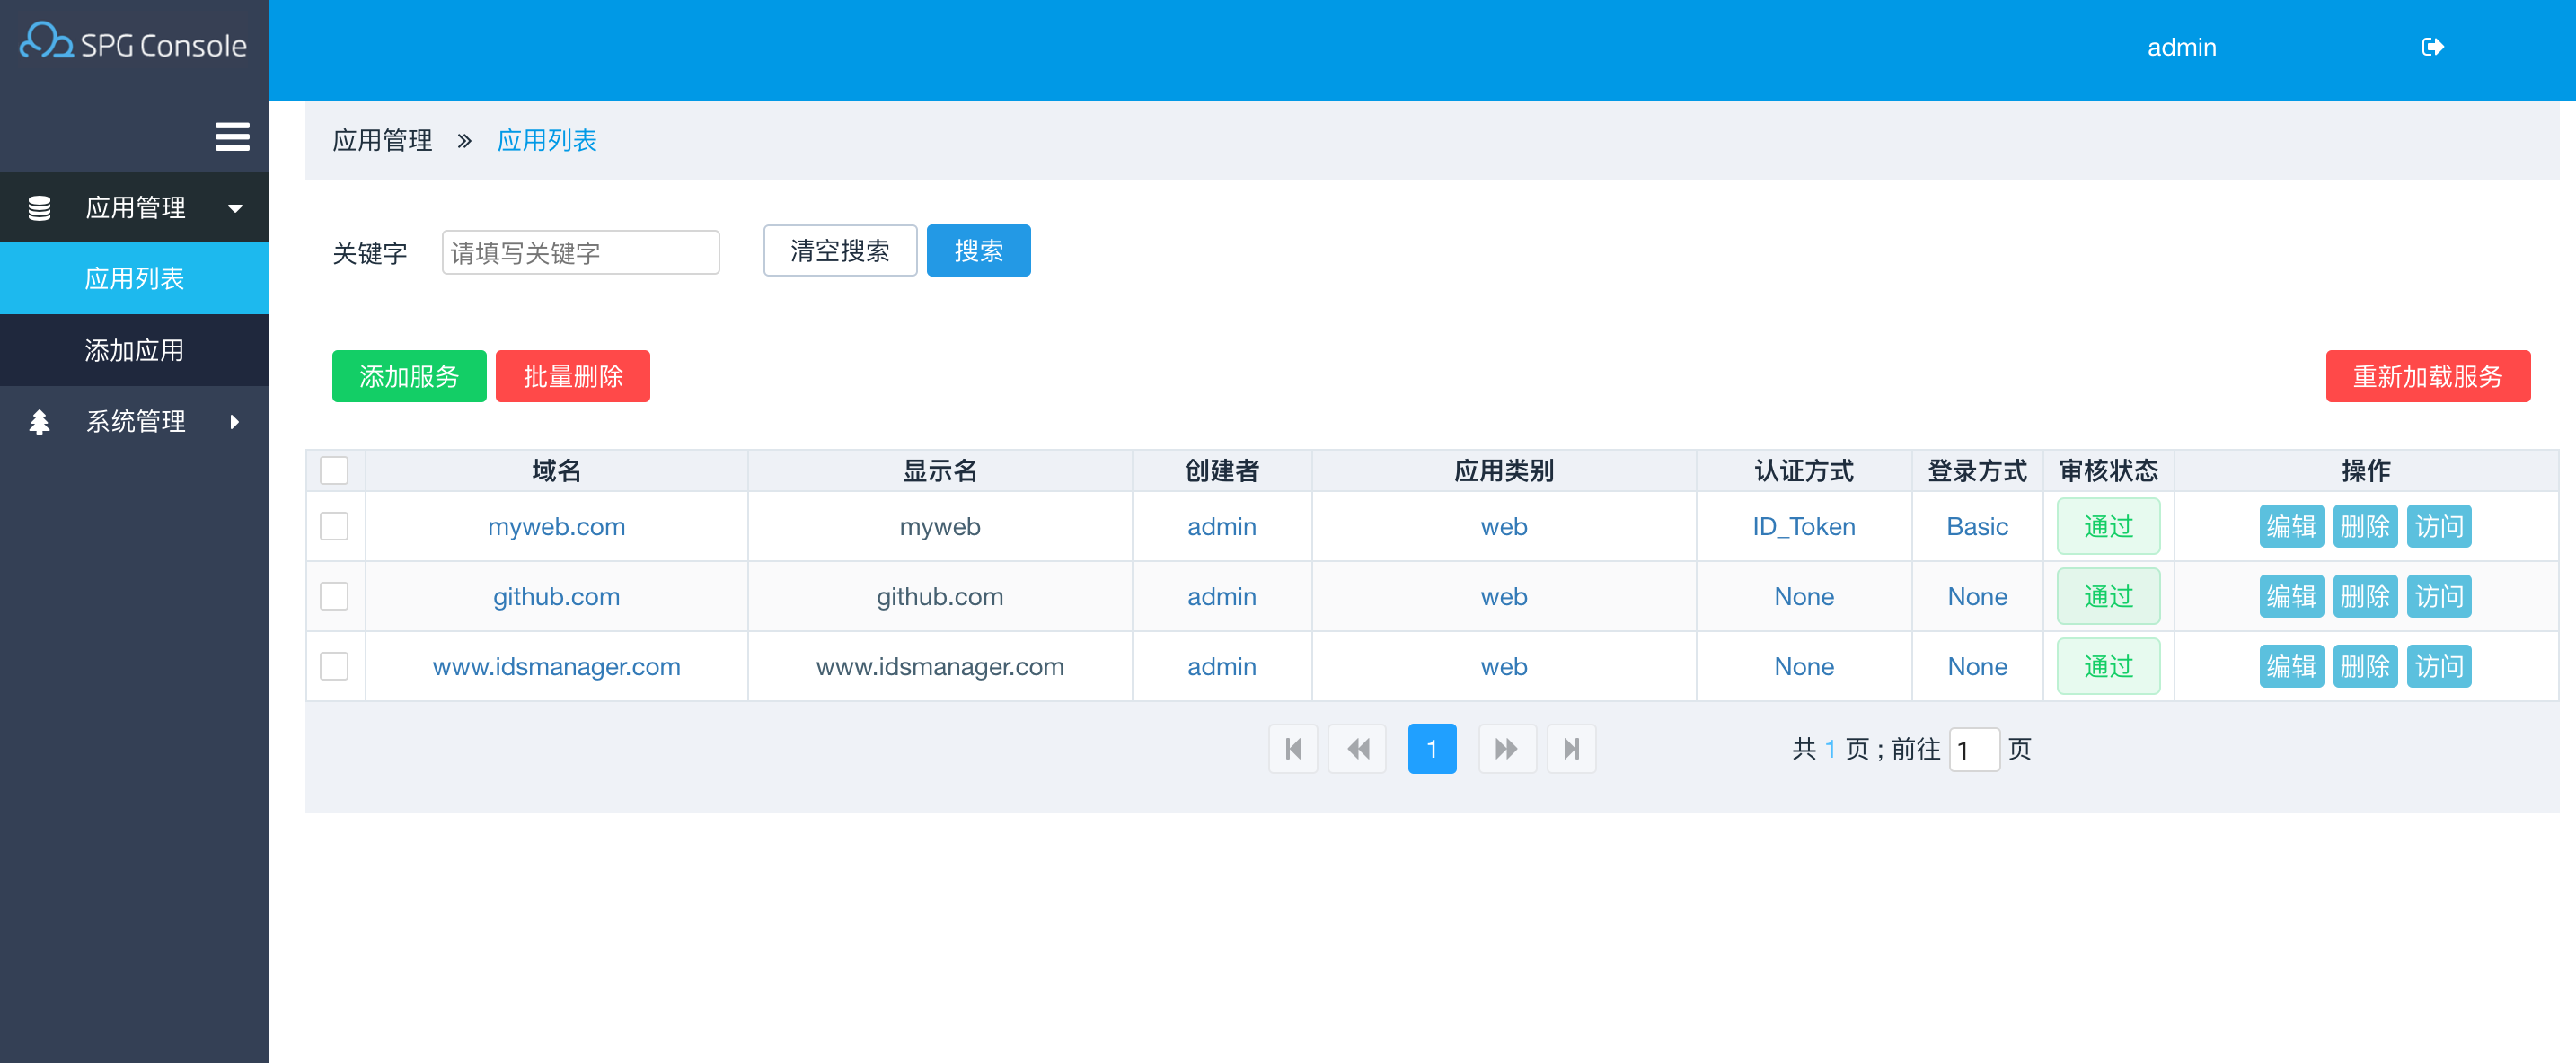 SPG Console
admin
应用管理
应用列表
添加应用
系统管理
应用管理 » 应用列表
关键字 请填写关键字 清空搜索 搜索
添加服务 批量删除 重新加载服务
域名 显示名 创建者 应用类别 认证方式 登录方式 审核状态 操作
myweb.com myweb admin web ID_Token Basic 通过 编辑 删除 访问
github.com github.com admin web None None 通过 编辑 删除 访问
www.idsmanager.com www.idsmanager.com admin web None None 通过 编辑 删除 访问
1 共 1 页 ; 前往 1 页